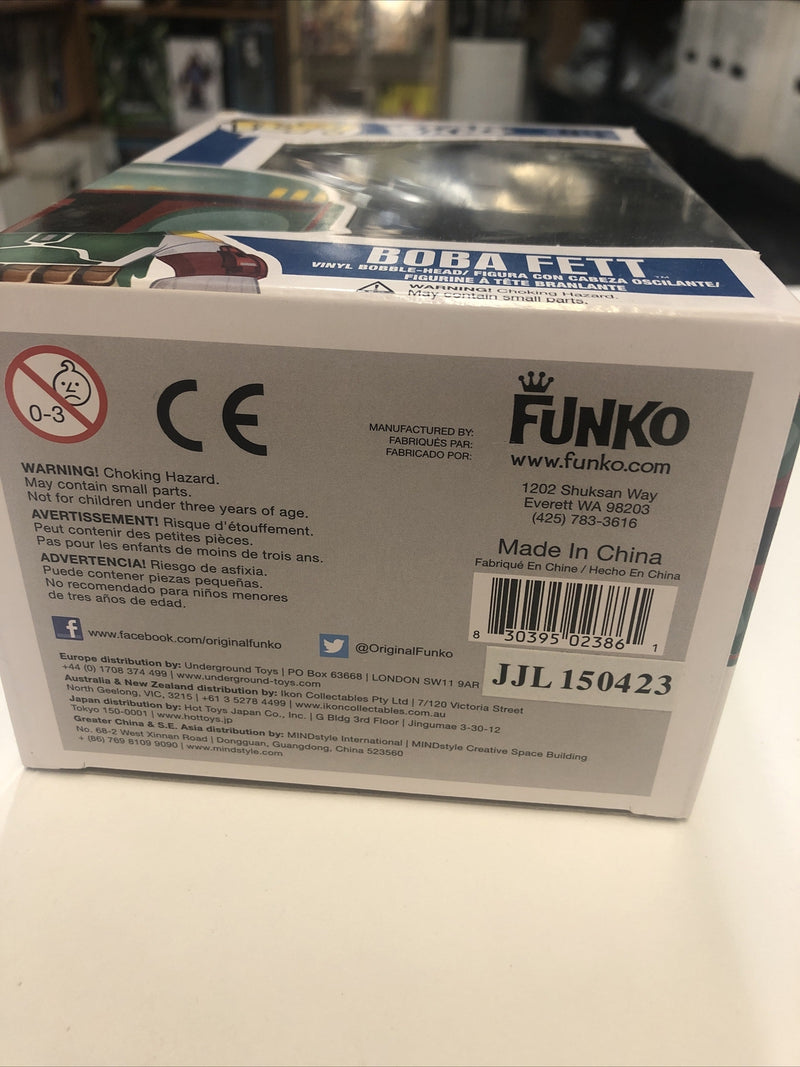 BOBA FETT™
VINYL BOBBLE-HEAD/ FIGURA CON CABEZA OSCILANTE/
FIGURINE À TÊTE BRANLANTE
WARNING! Choking Hazard.
May contain small parts.
0-3
CE
MANUFACTURED BY:
FABRIQUÉS PAR:
FABRICADO POR:
FUNKO
www.funko.com
1202 Shuksan Way
Everett WA 98203
(425) 783-3616
Made In China
Fabriqué En Chine / Hecho En China
8 30395 02386 1
JJL 150423
WARNING! Choking Hazard.
May contain small parts.
Not for children under three years of age.
AVERTISSEMENT! Risque d'étouffement.
Peut contenir des petites pièces.
Pas pour les enfants de moins de trois ans.
ADVERTENCIA! Riesgo de asfixia.
Puede contener piezas pequeñas.
No recomendado para niños menores
de tres años de edad.
www.facebook.com/originalfunko
@OriginalFunko
Europe distribution by: Underground Toys | PO Box 63668 | LONDON SW11 9AR
+44 (0) 1708 374 499 | www.underground-toys.com
Australia & New Zealand distribution by: Ikon Collectables Pty Ltd | 7/120 Victoria Street
North Geelong, VIC, 3215 | +61 3 5278 4499 | www.ikoncollectables.com.au
Japan distribution by: Hot Toys Japan Co., Inc. | G Bldg 3rd Floor | Jingumae 3-30-12
Tokyo 150-0001 | www.hottoys.jp
Greater China & S.E. Asia distribution by: MINDstyle International | MINDstyle Creative Space Building
No. 68-2 West Xinnan Road | Dongguan, Guangdong, China 523560
+ (86) 769 8109 9090 | www.mindstyle.com